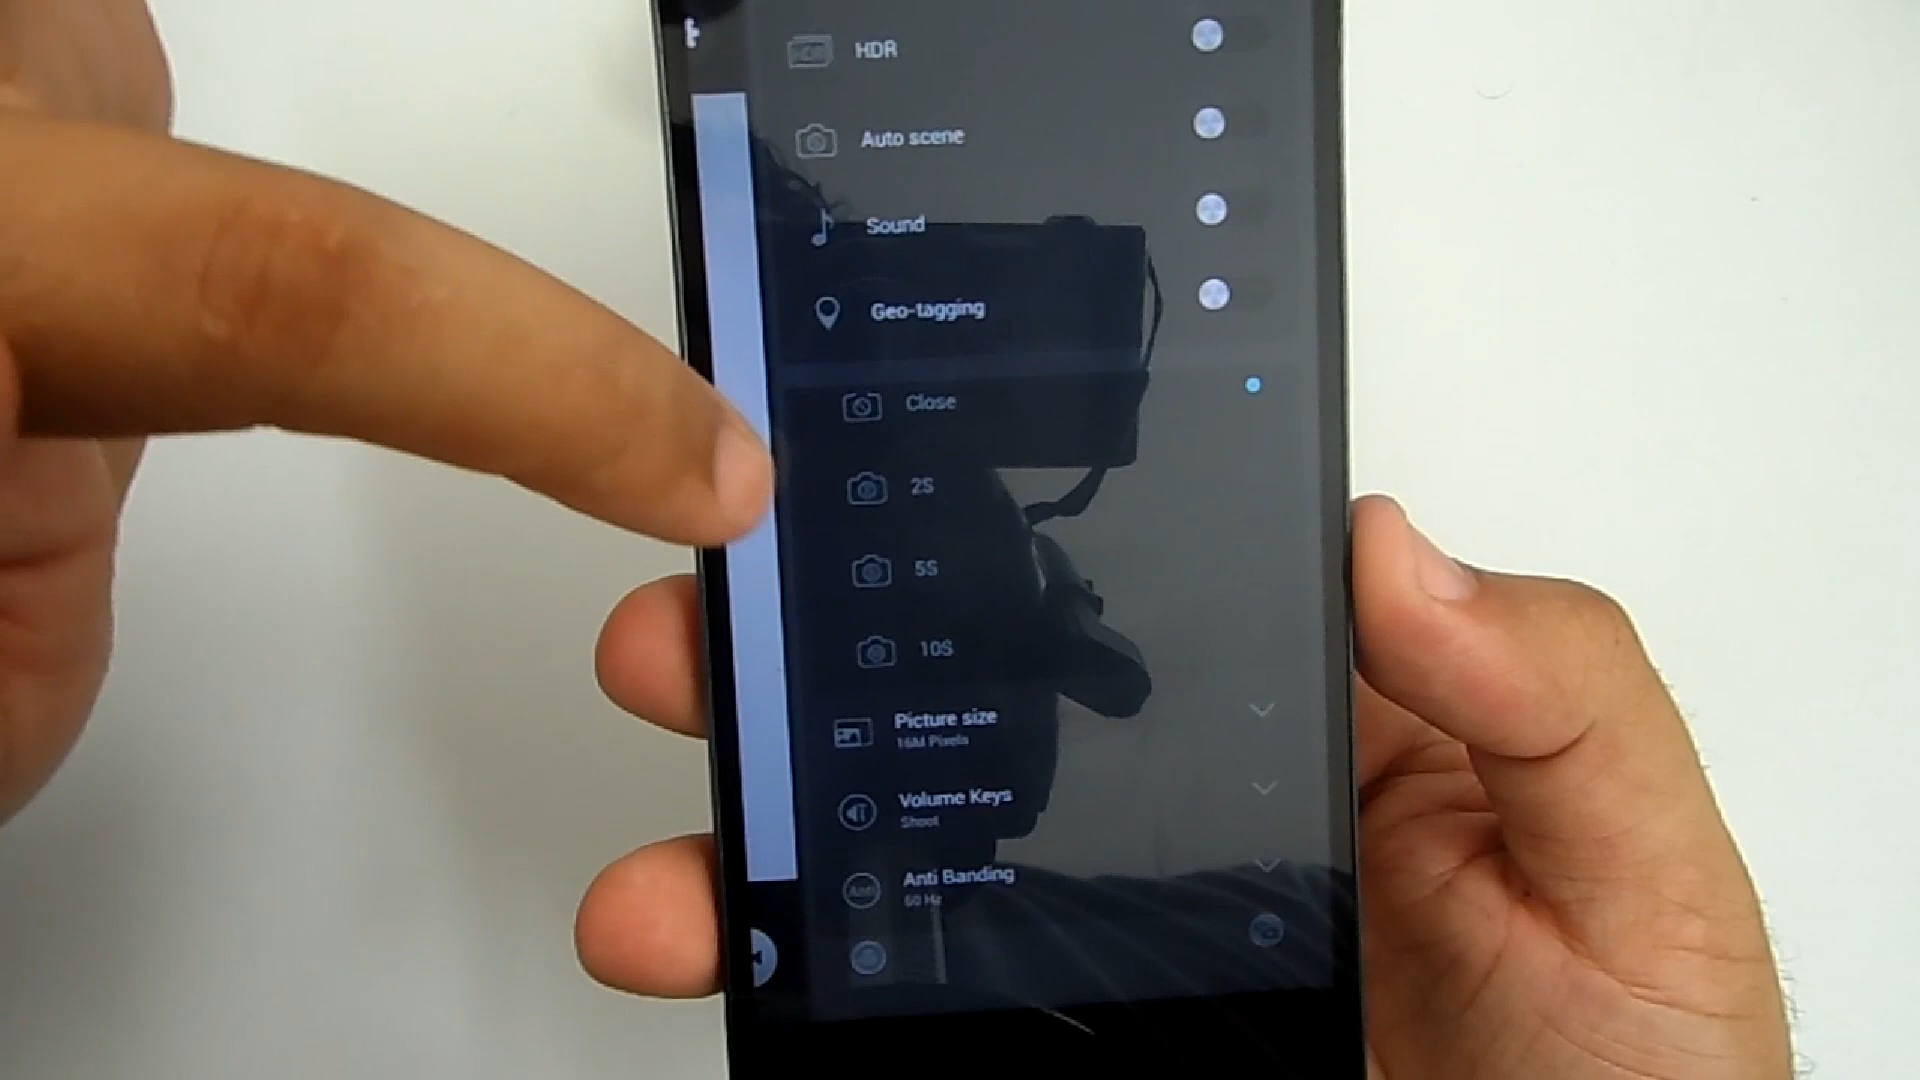 HDR
Auto scene
Sound
Geo-tagging
Close
2S
5S
10S
Picture size
16M Pixels
Volume Keys
Shoot
Anti Banding
60 Hz